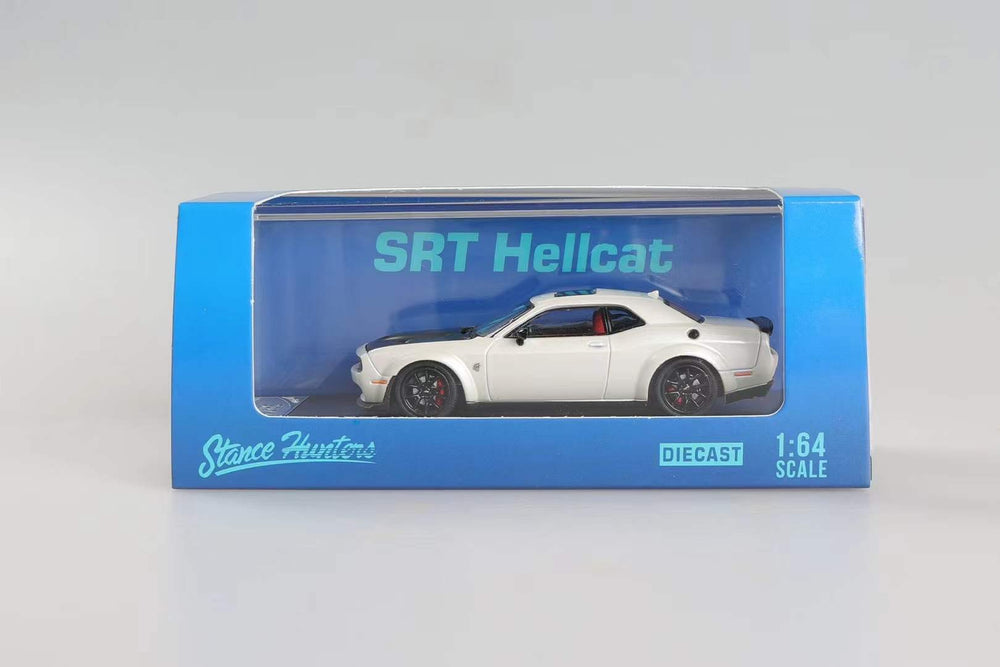 SRT Hellcat
Stance Hunters
DIECAST
1:64
SCALE